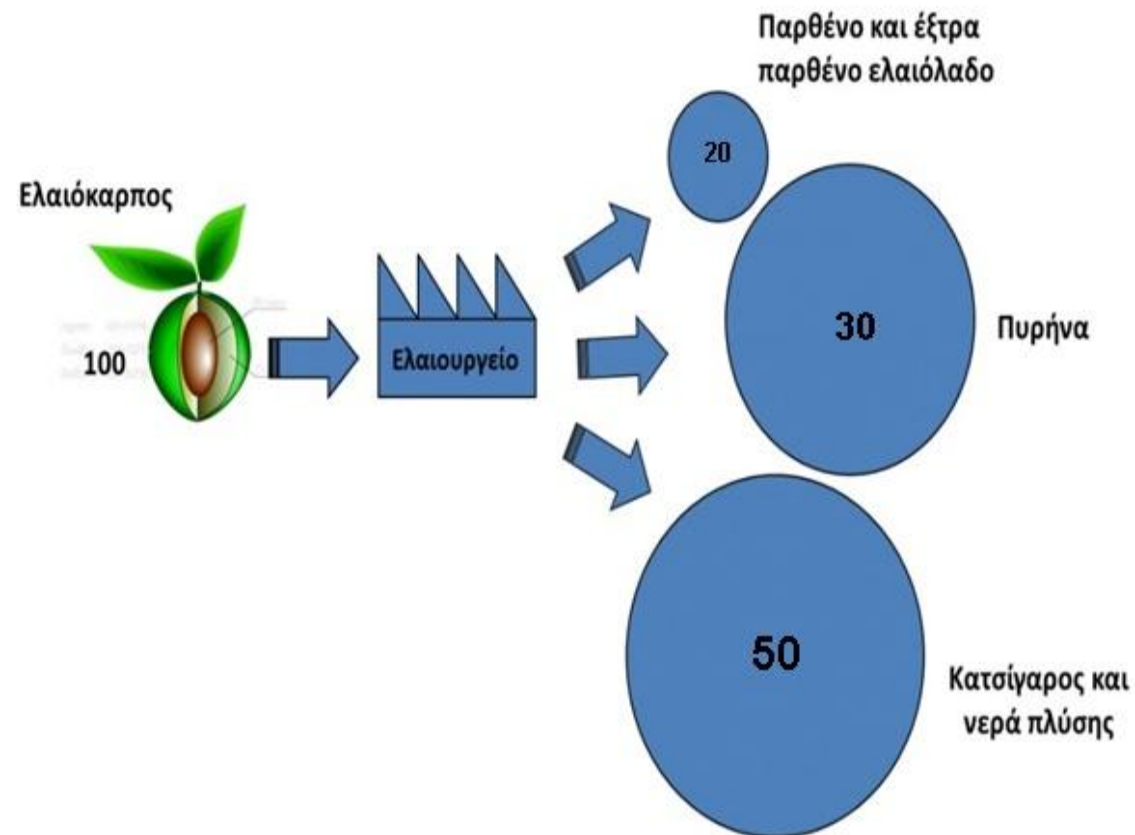 Παρθένο και έξτρα
παρθένο ελαιόλαδο
20
Ελαιόκαρπος
100
Ελαιουργείο
30
Πυρήνα
50
Κατσίγαρος και
νερά πλύσης